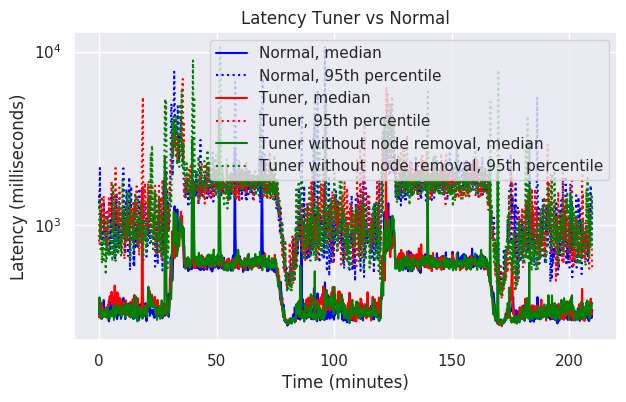 Latency Tuner vs Normal
Latency (milliseconds)
10^4
10^3
Normal, median
Normal, 95th percentile
Tuner, median
Tuner, 95th percentile
Tuner without node removal, median
Tuner without node removal, 95th percentile
0 50 100 150 200
Time (minutes)